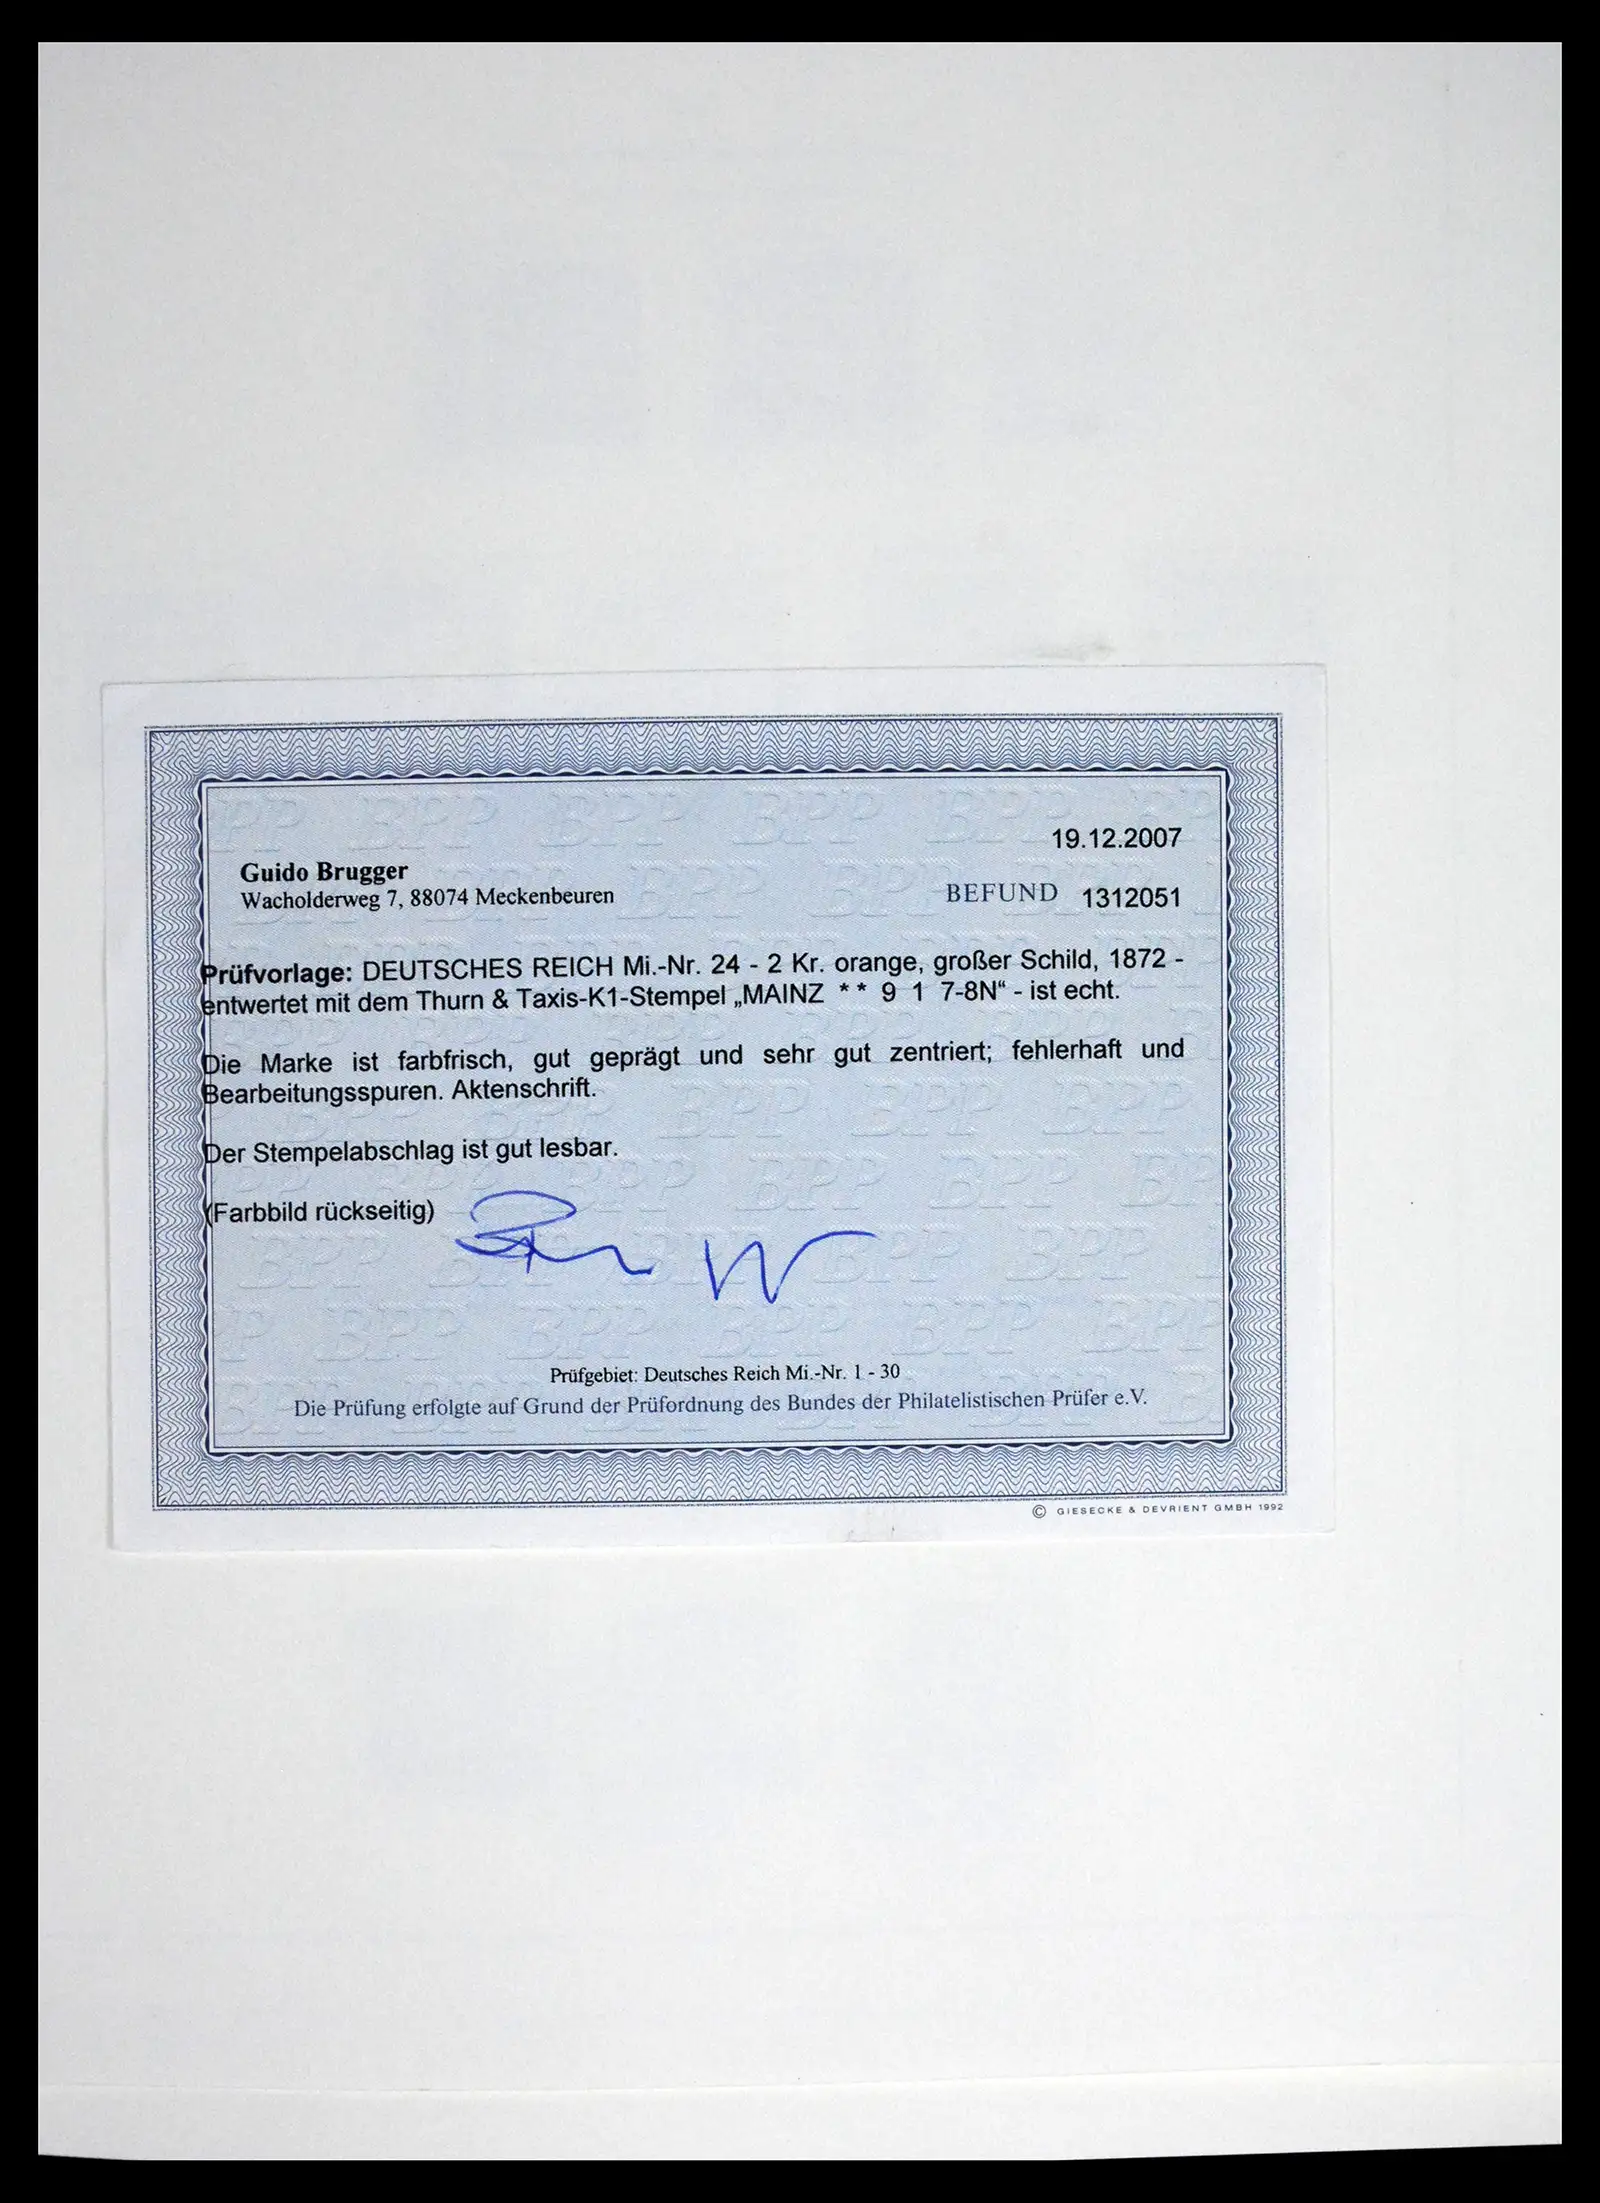 19.12.2007
Guido Brugger
Wacholderweg 7, 88074 Meckenbeuren
BEFUND 1312051
Prüfvorlage: DEUTSCHES REICH Mi.-Nr. 24 - 2 Kr. orange, großer Schild, 1872 -
entwertet mit dem Thurn & Taxis-K1-Stempel „MAINZ * * 9 1 7-8N“ - ist echt.
Die Marke ist farbfrisch, gut geprägt und sehr gut zentriert; fehlerhaft und
Bearbeitungsspuren. Aktenschrift.
Der Stempelabschlag ist gut lesbar.
(Farbbild rückseitig)
Prüfgebiet: Deutsches Reich Mi.-Nr. 1 - 30
Die Prüfung erfolgte auf Grund der Prüfordnung des Bundes der Philatelistischen Prüfer e.V.
© GIESECKE & DEVRIENT GMBH 1992